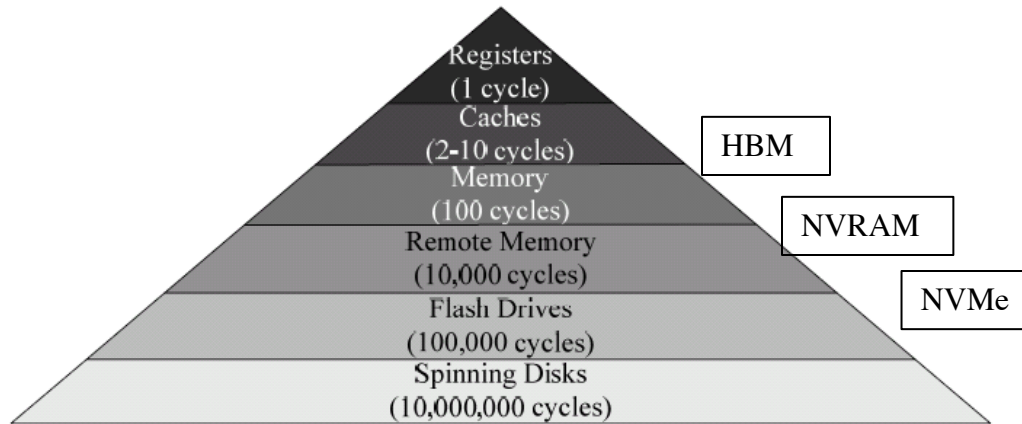 Registers
(1 cycle)
Caches
(2-10 cycles)
HBM
Memory
(100 cycles)
NVRAM
Remote Memory
(10,000 cycles)
NVMe
Flash Drives
(100,000 cycles)
Spinning Disks
(10,000,000 cycles)